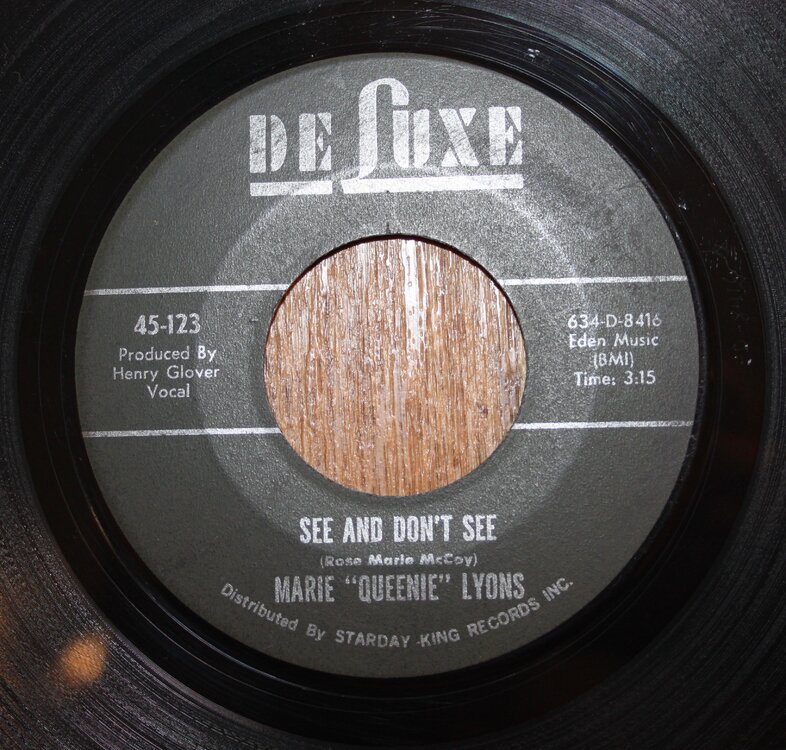 DE LUXE
45-123
Produced By
Henry Glover
Vocal
634-D-8416
Eden Music
(BMI)
Time: 3:15
SEE AND DON'T SEE
(Rose Marie McCoy)
MARIE "QUEENIE" LYONS
Distributed By STARDAY-KING RECORDS INC.